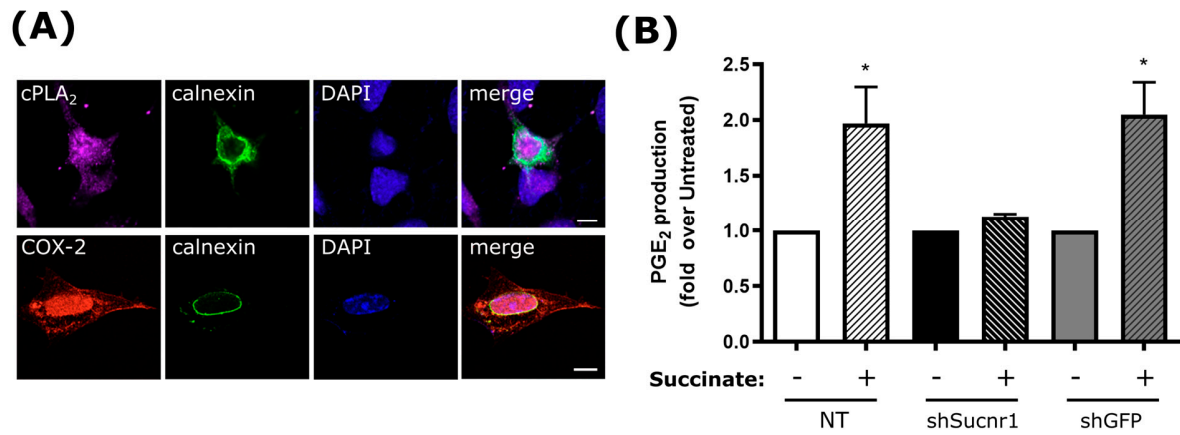 (A)
cPLA₂ calnexin DAPI merge
COX-2 calnexin DAPI merge
(B)
PGE₂ production
(fold over Untreated)
2.5
2.0
1.5
1.0
0.5
0.0
* *
Succinate: - + - + - +
NT shSucnr1 shGFP